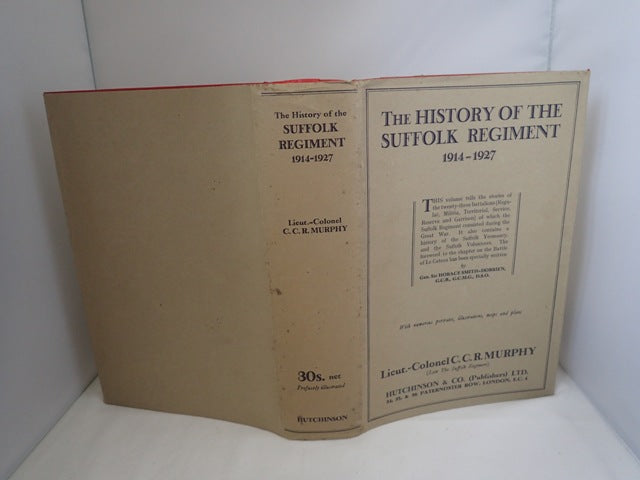 The History of the
SUFFOLK
REGIMENT
1914-1927
Lieut.-Colonel
C. C. R. MURPHY
30s. net
Profusely illustrated
HUTCHINSON
THE HISTORY OF THE
SUFFOLK REGIMENT
1914-1927
THIS volume tells the stories of
the twenty-three battalions (Regu-
lar, Militia, Territorial, Service,
Reserve and Garrison) of which the
Suffolk Regiment consisted during the
Great War. It also contains a
history of the Suffolk Yeomanry,
and the Suffolk Volunteers. The
foreword to the chapter on the Battle
of Le Cateau has been specially written
by
Gen. Sir HORACE SMITH-DORRIEN,
G.C.B., G.C.M.G., D.S.O.
With numerous portraits, illustrations, maps and plans
Lieut.-Colonel C. C. R. MURPHY
(Late The Suffolk Regiment)
HUTCHINSON & CO. (Publishers) LTD.
34, 35 & 36 PATERNOSTER ROW, LONDON, E.C. 4